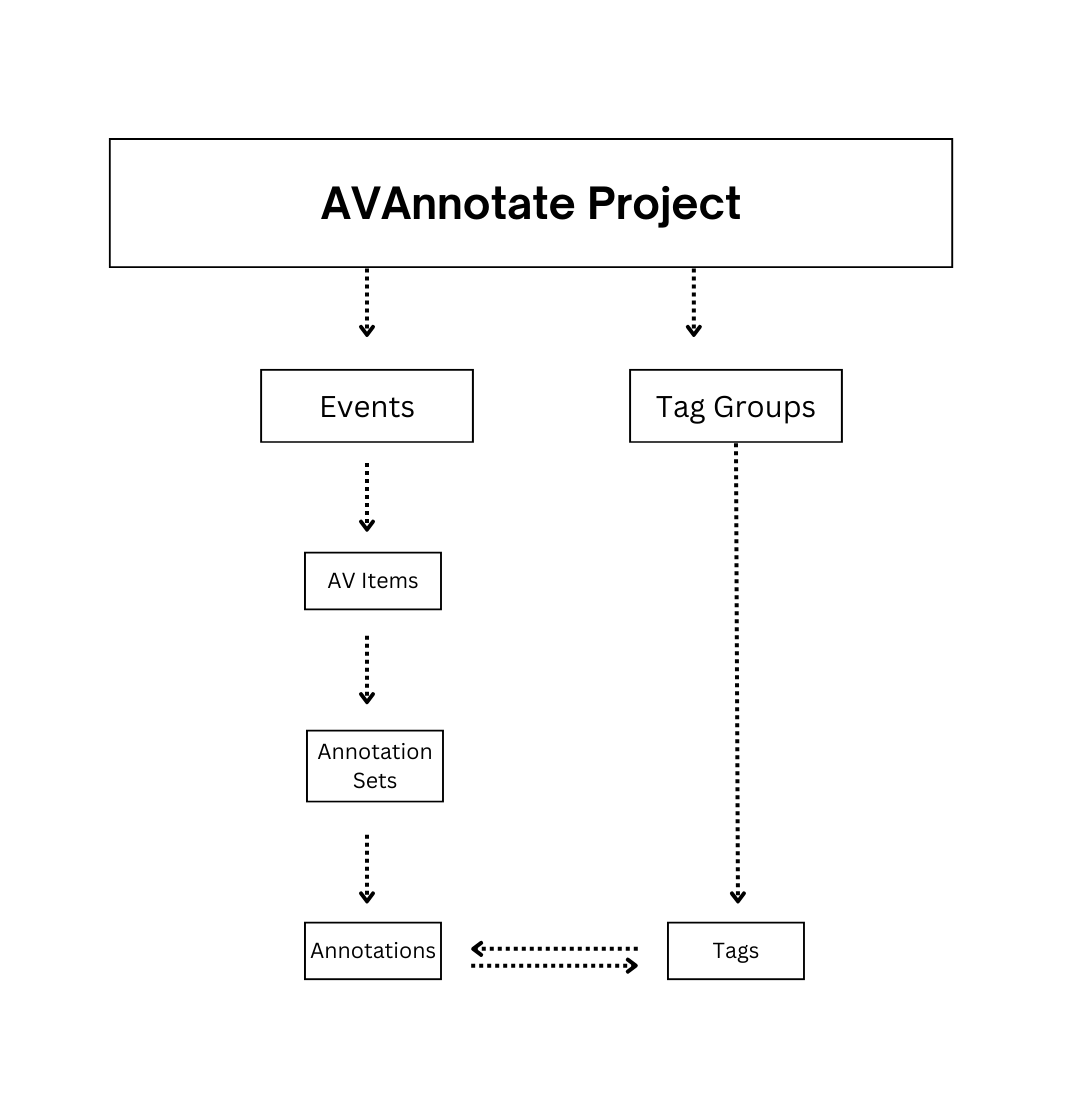 AVAnnotate Project
Events
Tag Groups
AV Items
Annotation
Sets
Annotations
Tags